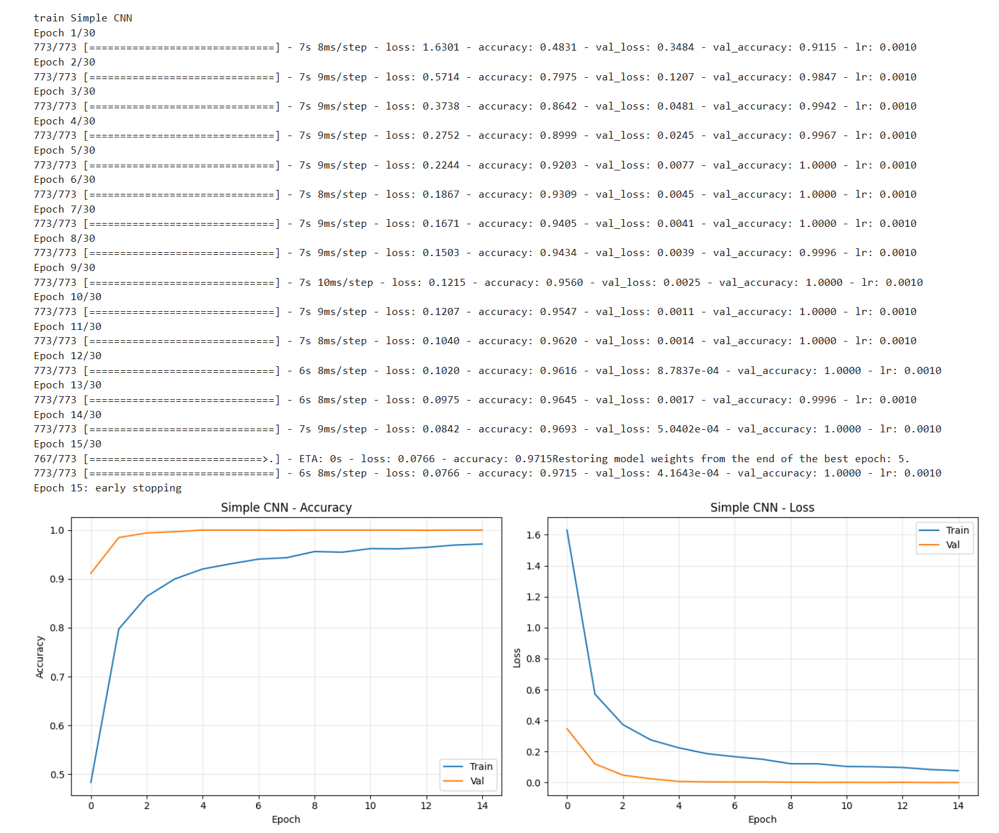 train Simple CNN
Epoch 1/30
773/773 [==============================] - 7s 8ms/step - loss: 1.6301 - accuracy: 0.4831 - val_loss: 0.3484 - val_accuracy: 0.9115 - lr: 0.0010
Epoch 2/30
773/773 [==============================] - 7s 9ms/step - loss: 0.5714 - accuracy: 0.7975 - val_loss: 0.1207 - val_accuracy: 0.9847 - lr: 0.0010
Epoch 3/30
773/773 [==============================] - 7s 9ms/step - loss: 0.3738 - accuracy: 0.8642 - val_loss: 0.0481 - val_accuracy: 0.9942 - lr: 0.0010
Epoch 4/30
773/773 [==============================] - 7s 9ms/step - loss: 0.2752 - accuracy: 0.8999 - val_loss: 0.0245 - val_accuracy: 0.9967 - lr: 0.0010
Epoch 5/30
773/773 [==============================] - 7s 9ms/step - loss: 0.2244 - accuracy: 0.9203 - val_loss: 0.0077 - val_accuracy: 1.0000 - lr: 0.0010
Epoch 6/30
773/773 [==============================] - 7s 8ms/step - loss: 0.1867 - accuracy: 0.9309 - val_loss: 0.0045 - val_accuracy: 1.0000 - lr: 0.0010
Epoch 7/30
773/773 [==============================] - 7s 9ms/step - loss: 0.1671 - accuracy: 0.9405 - val_loss: 0.0041 - val_accuracy: 1.0000 - lr: 0.0010
Epoch 8/30
773/773 [==============================] - 7s 9ms/step - loss: 0.1503 - accuracy: 0.9434 - val_loss: 0.0039 - val_accuracy: 0.9996 - lr: 0.0010
Epoch 9/30
773/773 [==============================] - 7s 10ms/step - loss: 0.1215 - accuracy: 0.9560 - val_loss: 0.0025 - val_accuracy: 1.0000 - lr: 0.0010
Epoch 10/30
773/773 [==============================] - 7s 9ms/step - loss: 0.1207 - accuracy: 0.9547 - val_loss: 0.0011 - val_accuracy: 1.0000 - lr: 0.0010
Epoch 11/30
773/773 [==============================] - 7s 8ms/step - loss: 0.1040 - accuracy: 0.9620 - val_loss: 0.0014 - val_accuracy: 1.0000 - lr: 0.0010
Epoch 12/30
773/773 [==============================] - 6s 8ms/step - loss: 0.1020 - accuracy: 0.9616 - val_loss: 8.7837e-04 - val_accuracy: 1.0000 - lr: 0.0010
Epoch 13/30
773/773 [==============================] - 6s 8ms/step - loss: 0.0975 - accuracy: 0.9645 - val_loss: 0.0017 - val_accuracy: 0.9996 - lr: 0.0010
Epoch 14/30
773/773 [==============================] - 7s 9ms/step - loss: 0.0842 - accuracy: 0.9693 - val_loss: 5.0402e-04 - val_accuracy: 1.0000 - lr: 0.0010
Epoch 15/30
767/773 [============================>.] - ETA: 0s - loss: 0.0766 - accuracy: 0.9715Restoring model weights from the end of the best epoch: 5.
773/773 [==============================] - 6s 8ms/step - loss: 0.0766 - accuracy: 0.9715 - val_loss: 4.1643e-04 - val_accuracy: 1.0000 - lr: 0.0010
Epoch 15: early stopping
Simple CNN - Accuracy
1.0
0.9
0.8
0.7
0.6
0.5
Accuracy
Train
Val
0 2 4 6 8 10 12 14
Epoch
Simple CNN - Loss
Train
Val
1.6
1.4
1.2
1.0
0.8
0.6
0.4
0.2
0.0
Loss
0 2 4 6 8 10 12 14
Epoch